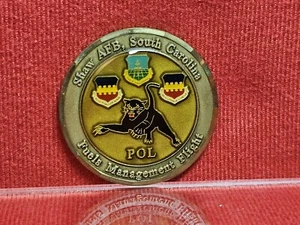 Shaw AFB, South Carolina
POL
Fuels Management Flight